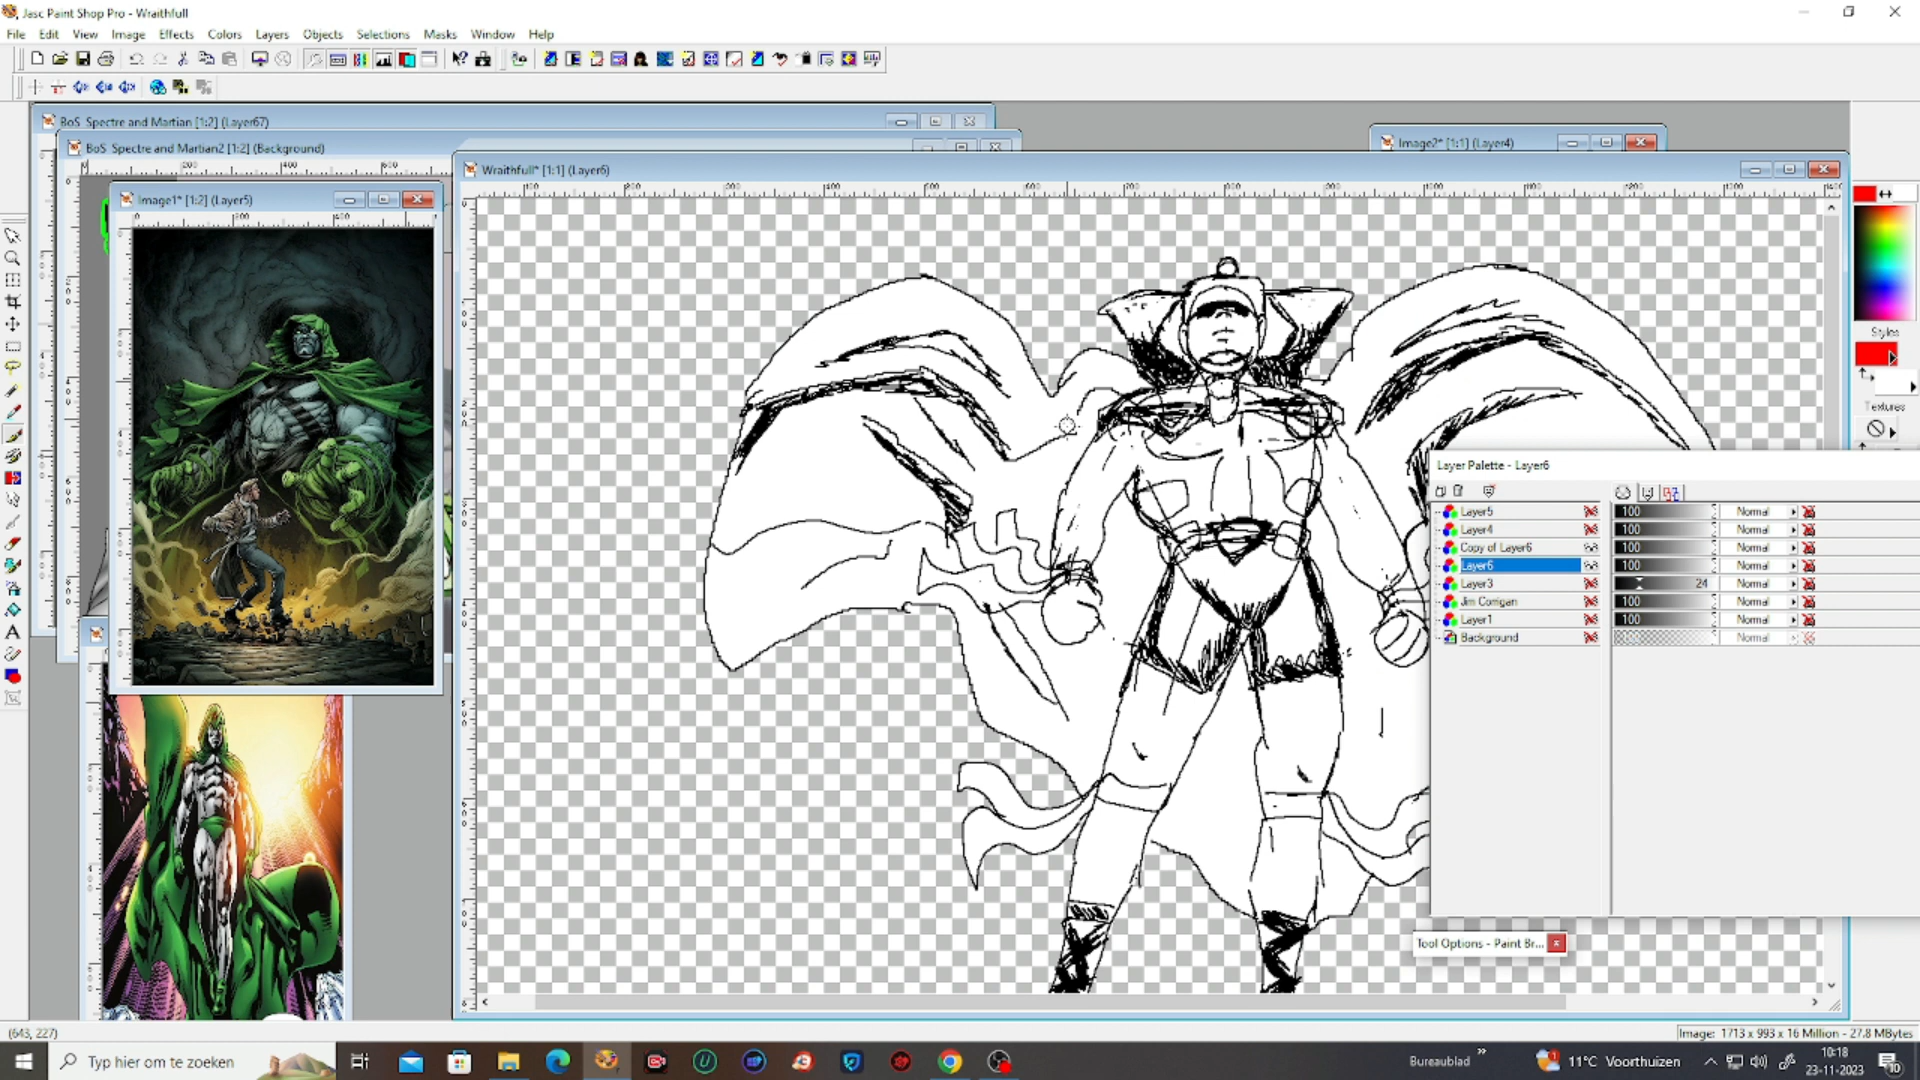 Jasc Paint Shop Pro - Wraithfull
File Edit View Image Effects Colors Layers Objects Selections Masks Window Help
BoS Spectre and Martian [1:2] (Layer67)
BoS Spectre and Martian2 [1:2] (Background)
Image2* [1:1] (Layer4)
Wraithfull* [1:1] (Layer6)
Image1* [1:2] (Layer5)
Styles
Textures
Layer Palette - Layer6
Layer5 100 Normal
Layer4 100 Normal
Copy of Layer6 100 Normal
Layer6 100 Normal
Layer3 24 Normal
Jim Corrigan 100 Normal
Layer1 100 Normal
Background Normal
Tool Options - Paint Br...
(643, 227)
Image: 1713 x 993 x 16 Million - 27.8 MBytes
Typ hier om te zoeken
Bureaublad
11°C Voorthuizen
10:18
23-11-2023